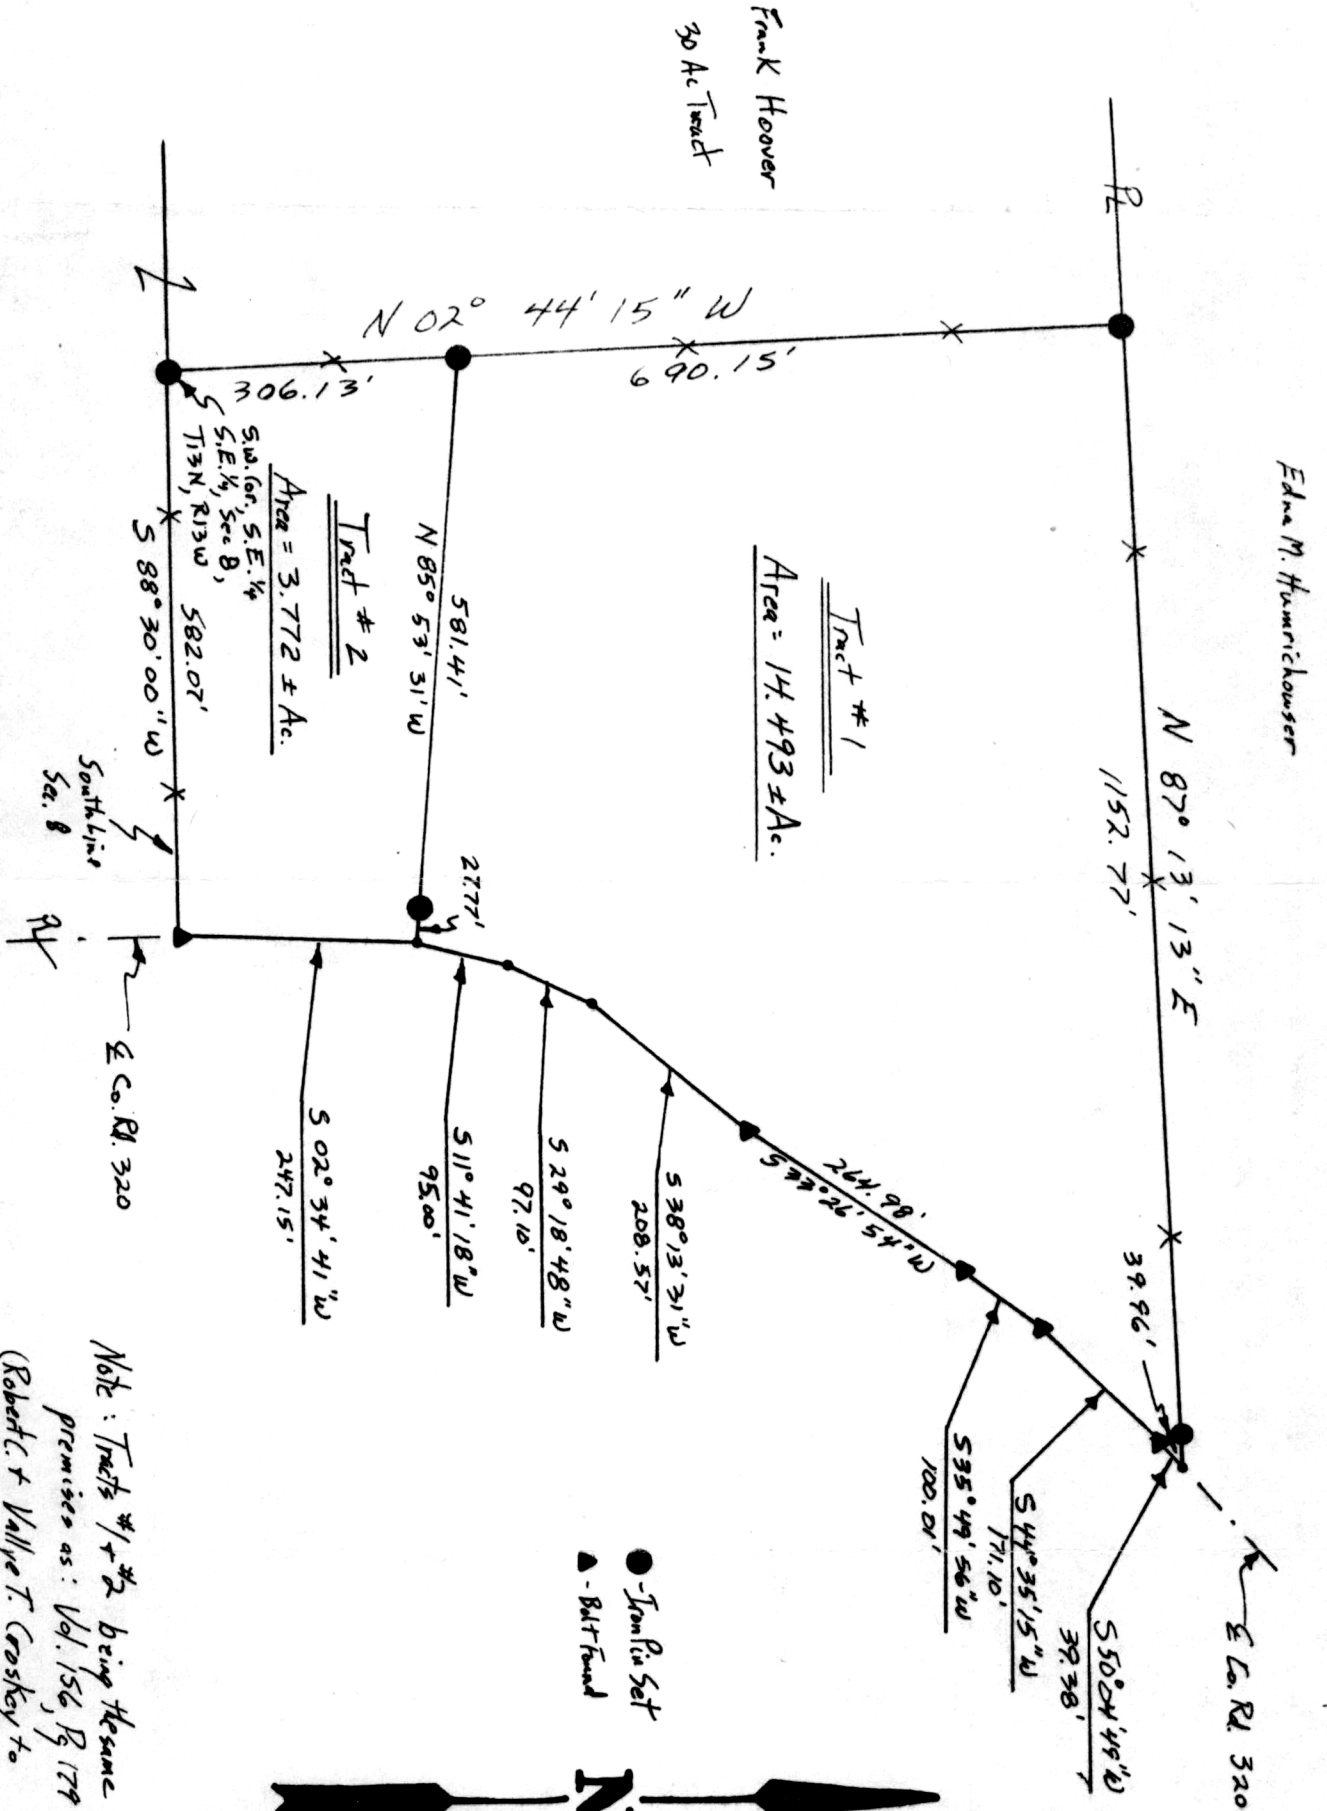 Frank Hoover
30 Ac Tract
PL
Edna M. Humrichouser
N 87° 13' 13" E
1152.77'
39.96'
℄ Co. Rd. 320
N 02° 44' 15" W
306.13'
690.15'
Tract #1
Area = 14.493 ± Ac.
581.41'
N 85° 53' 31" W
27.77'
Tract #2
Area = 3.772 ± Ac.
S.W. Cor. S.E. 1/4
S.E. 1/4, Sec 8,
T13N, R13W
582.07'
S 88° 30' 00" W
South Line
Sec. 8
℄ Co. Rd. 320
S 50° 04' 49" W
39.38'
S 44° 35' 15" W
171.10'
S 35° 49' 56" W
100.01'
264.98'
S 33° 26' 54" W
S 38° 13' 31" W
208.57'
S 29° 18' 48" W
97.10'
S 11° 41' 18" W
95.00'
S 02° 34' 41" W
247.15'
- Iron Pin Set
- Bolt Found
N
Note: Tracts #1 + #2 being the same
premises as: Vol. 156, Pg 179
(Robert C. + Vallye T. Croskey to